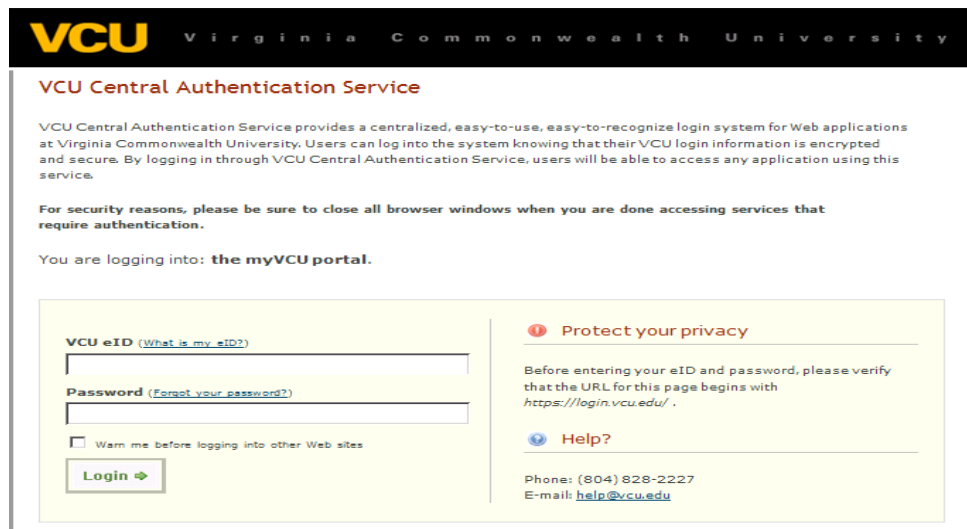 VCU Virginia Commonwealth University
VCU Central Authentication Service
VCU Central Authentication Service provides a centralized, easy-to-use, easy-to-recognize login system for Web applications
at Virginia Commonwealth University. Users can log into the system knowing that their VCU login information is encrypted
and secure. By logging in through VCU Central Authentication Service, users will be able to access any application using this
service.
For security reasons, please be sure to close all browser windows when you are done accessing services that
require authentication.
You are logging into: the myVCU portal.
VCU eID (What is my eID?)
Password (Forgot your password?)
Warn me before logging into other Web sites
Login
Protect your privacy
Before entering your eID and password, please verify
that the URL for this page begins with
https://login.vcu.edu/ .
Help?
Phone: (804) 828-2227
E-mail: help@vcu.edu